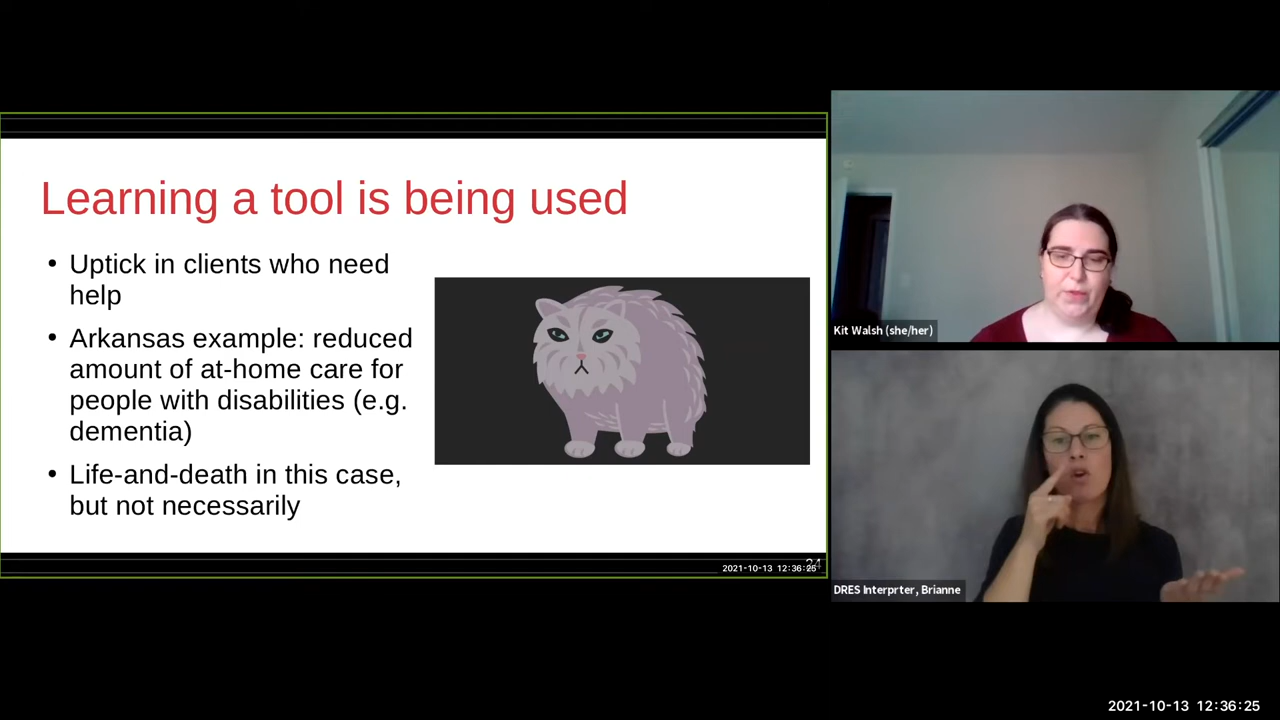 Learning a tool is being used
• Uptick in clients who need
help
• Arkansas example: reduced
amount of at-home care for
people with disabilities (e.g.
dementia)
• Life-and-death in this case,
but not necessarily
24
2021-10-13 12:36:25
Kit Walsh (she/her)
DRES Interprter, Brianne
2021-10-13 12:36:25